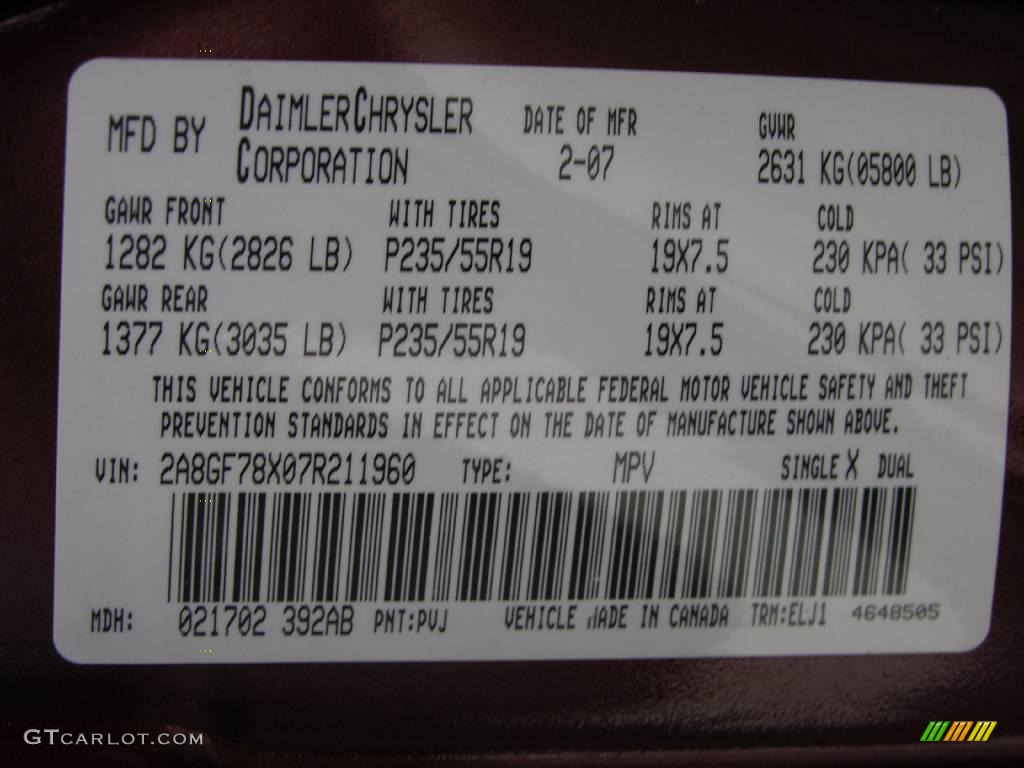 MFD BY DAIMLERCHRYSLER CORPORATION DATE OF MFR 2-07 GVWR 2631 KG(05800 LB)
GAWR FRONT WITH TIRES RIMS AT COLD
1282 KG(2826 LB) P235/55R19 19X7.5 230 KPA( 33 PSI)
GAWR REAR WITH TIRES RIMS AT COLD
1377 KG(3035 LB) P235/55R19 19X7.5 230 KPA( 33 PSI)
THIS VEHICLE CONFORMS TO ALL APPLICABLE FEDERAL MOTOR VEHICLE SAFETY AND THEFT
PREVENTION STANDARDS IN EFFECT ON THE DATE OF MANUFACTURE SHOWN ABOVE.
VIN: 2A8GF78X07R211960 TYPE: MPV SINGLE X DUAL
MDH: 021702 392AB PNT:PVJ VEHICLE MADE IN CANADA TRM:ELJ1 4648505
GTCARLOT.COM